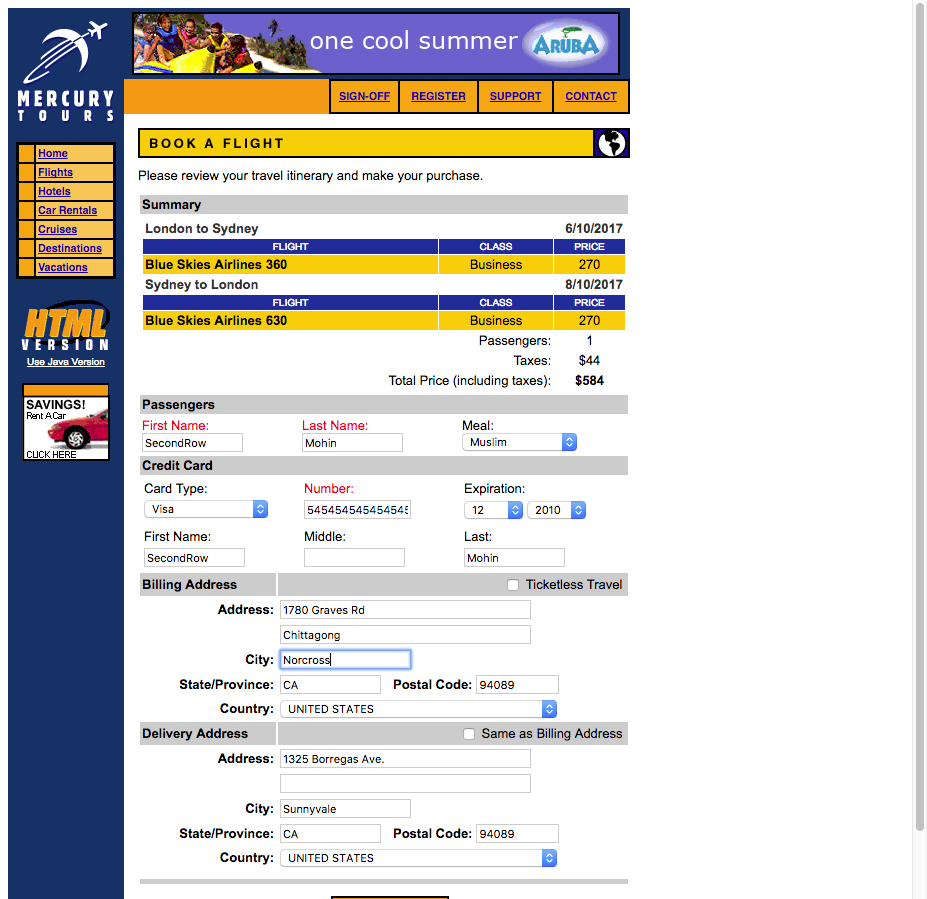 one cool summer ARUBA
MERCURY
TOURS
SIGN-OFF REGISTER SUPPORT CONTACT
Home
Flights
Hotels
Car Rentals
Cruises
Destinations
Vacations
HTML
VERSION
Use Java Version
SAVINGS!
Rent A Car
CLICK HERE
BOOK A FLIGHT
Please review your travel itinerary and make your purchase.
Summary
London to Sydney 6/10/2017
FLIGHT CLASS PRICE
Blue Skies Airlines 360 Business 270
Sydney to London 8/10/2017
FLIGHT CLASS PRICE
Blue Skies Airlines 630 Business 270
Passengers: 1
Taxes: $44
Total Price (including taxes): $584
Passengers
First Name: Last Name: Meal:
SecondRow Mohin Muslim
Credit Card
Card Type: Number: Expiration:
Visa 545454545454545 12 2010
First Name: Middle: Last:
SecondRow Mohin
Billing Address Ticketless Travel
Address: 1780 Graves Rd
Chittagong
City: Norcross
State/Province: CA Postal Code: 94089
Country: UNITED STATES
Delivery Address Same as Billing Address
Address: 1325 Borregas Ave.
City: Sunnyvale
State/Province: CA Postal Code: 94089
Country: UNITED STATES